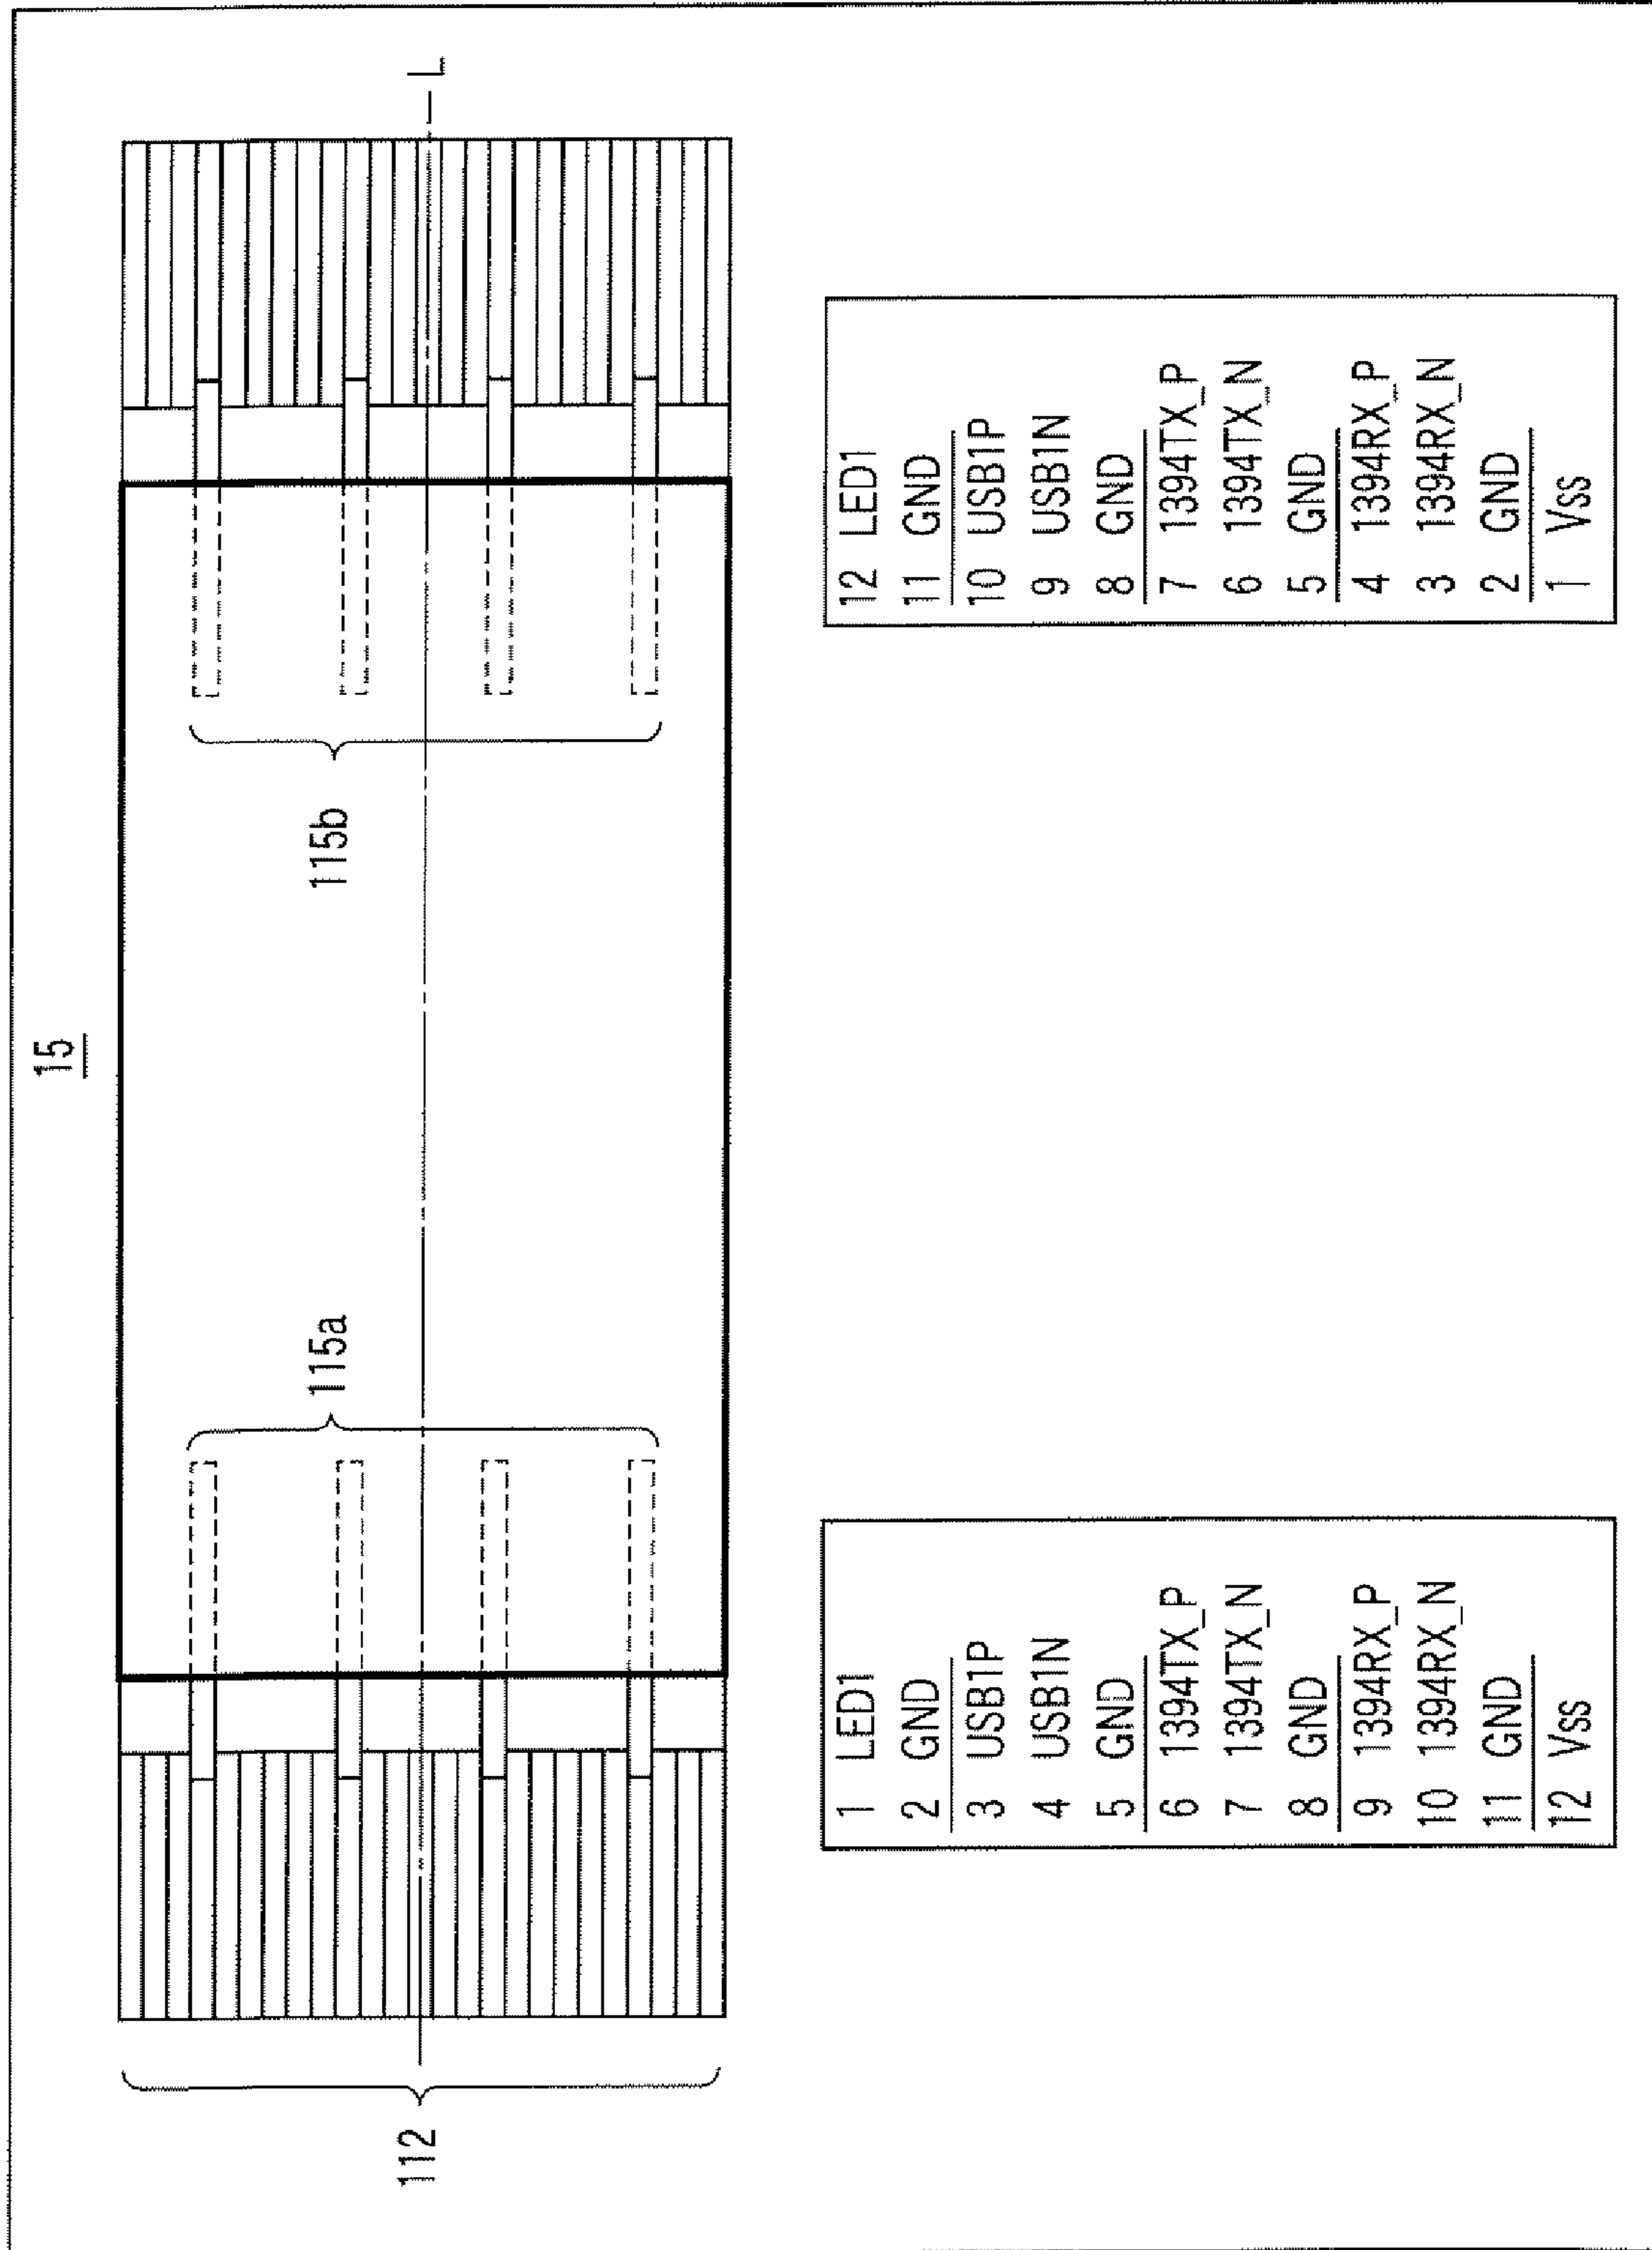 15
L
112
115a
115b
1 LED1
2 GND
3 USB1P
4 USB1N
5 GND
6 1394TX_P
7 1394TX_N
8 GND
9 1394RX_P
10 1394RX_N
11 GND
12 Vss
12 LED1
11 GND
10 USB1P
9 USB1N
8 GND
7 1394TX_P
6 1394TX_N
5 GND
4 1394RX_P
3 1394RX_N
2 GND
1 Vss